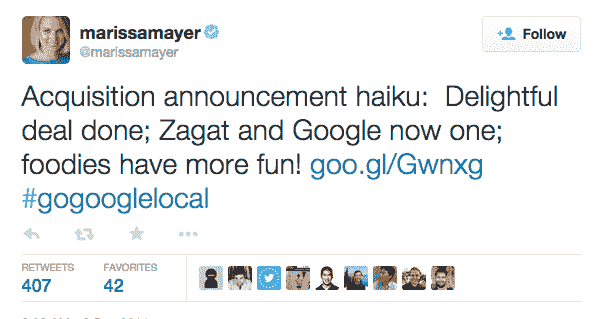 marissamayer
@marissamayer
Follow
Acquisition announcement haiku:  Delightful
deal done; Zagat and Google now one;
foodies have more fun! goo.gl/Gwnxg
#gogooglelocal
RETWEETS
FAVORITES
407
42